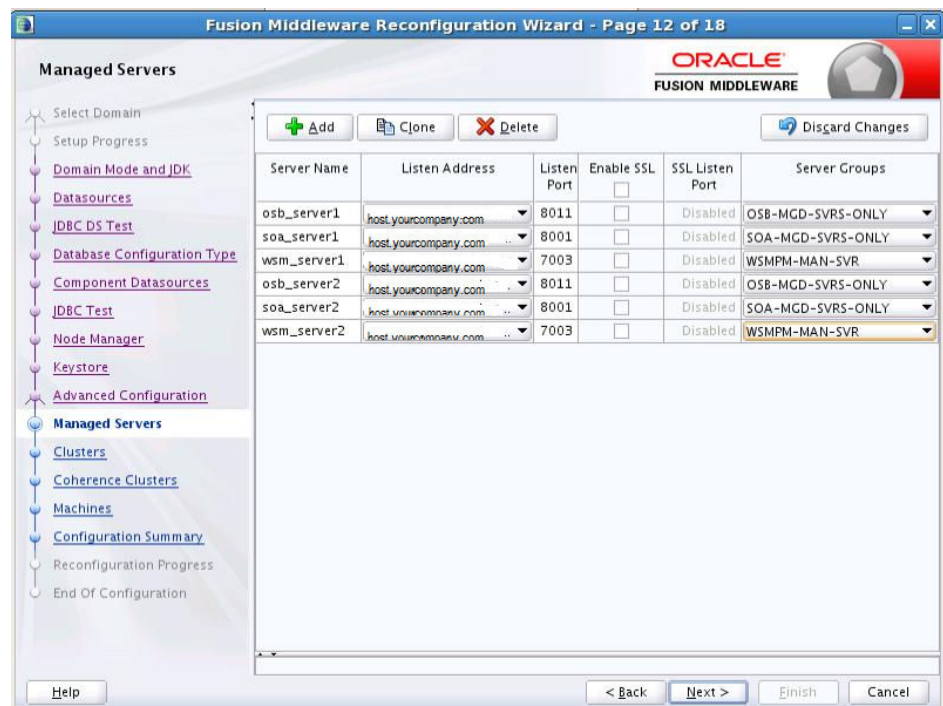 Fusion Middleware Reconfiguration Wizard - Page 12 of 18
Managed Servers
ORACLE
FUSION MIDDLEWARE
Select Domain
Setup Progress
Domain Mode and JDK
Datasources
JDBC DS Test
Database Configuration Type
Component Datasources
JDBC Test
Node Manager
Keystore
Advanced Configuration
Managed Servers
Clusters
Coherence Clusters
Machines
Configuration Summary
Reconfiguration Progress
End Of Configuration
Add Clone Delete Discard Changes
Server Name Listen Address Listen Port Enable SSL SSL Listen Port Server Groups
osb_server1 host.yourcompany.com 8011 Disabled OSB-MGD-SVRS-ONLY
soa_server1 host.yourcompany.com 8001 Disabled SOA-MGD-SVRS-ONLY
wsm_server1 host.yourcompany.com 7003 Disabled WSMPM-MAN-SVR
osb_server2 host.yourcompany.com 8011 Disabled OSB-MGD-SVRS-ONLY
soa_server2 host.yourcompany.com 8001 Disabled SOA-MGD-SVRS-ONLY
wsm_server2 host.yourcompany.com 7003 Disabled WSMPM-MAN-SVR
Help < Back Next > Finish Cancel